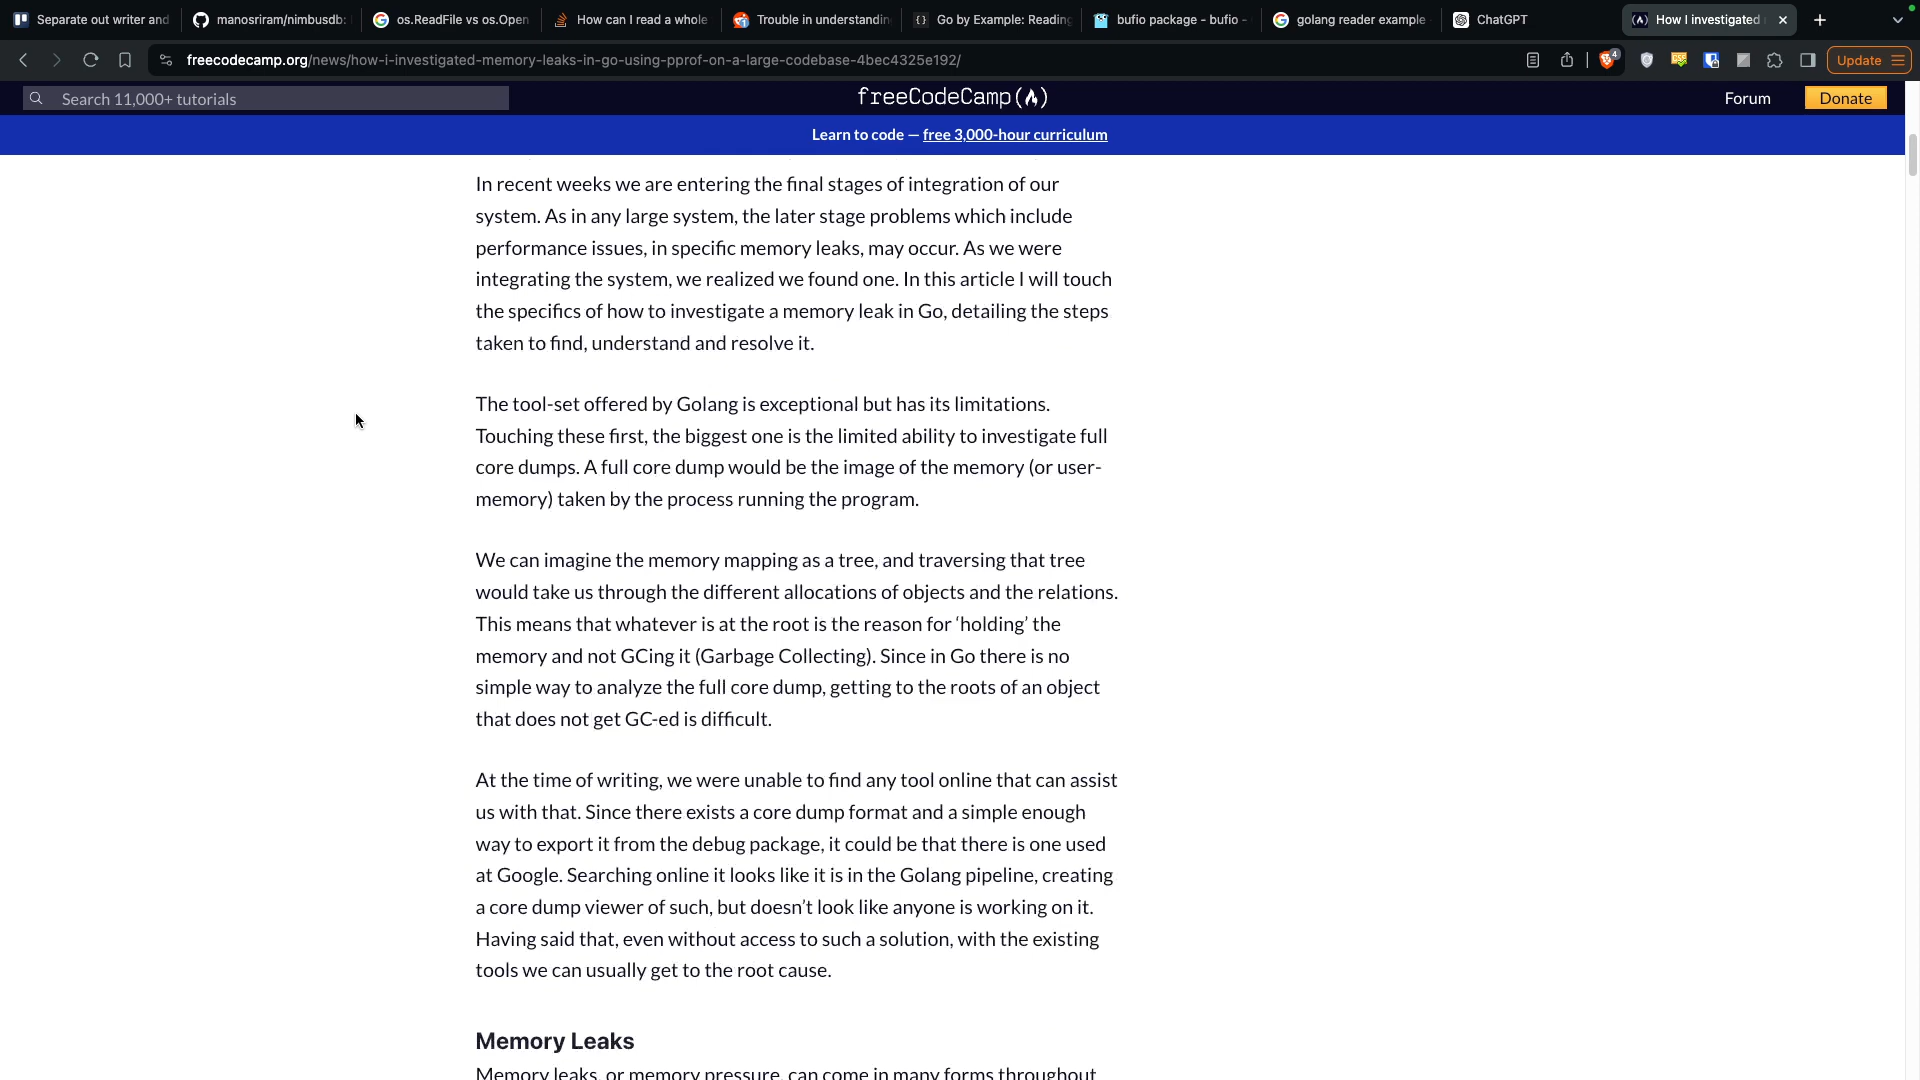 Separate out writer and
manosriram/nimbusdb:
os.ReadFile vs os.Open
How can I read a whole
Trouble in understandin
Go by Example: Reading
bufio package - bufio -
golang reader example
ChatGPT
How I investigated
freecodecamp.org/news/how-i-investigated-memory-leaks-in-go-using-pprof-on-a-large-codebase-4bec4325e192/
4
Update
Search 11,000+ tutorials
freeCodeCamp
Forum
Donate
Learn to code — free 3,000-hour curriculum
In recent weeks we are entering the final stages of integration of our
system. As in any large system, the later stage problems which include
performance issues, in specific memory leaks, may occur. As we were
integrating the system, we realized we found one. In this article I will touch
the specifics of how to investigate a memory leak in Go, detailing the steps
taken to find, understand and resolve it.
The tool-set offered by Golang is exceptional but has its limitations.
Touching these first, the biggest one is the limited ability to investigate full
core dumps. A full core dump would be the image of the memory (or user-
memory) taken by the process running the program.
We can imagine the memory mapping as a tree, and traversing that tree
would take us through the different allocations of objects and the relations.
This means that whatever is at the root is the reason for ‘holding’ the
memory and not GCing it (Garbage Collecting). Since in Go there is no
simple way to analyze the full core dump, getting to the roots of an object
that does not get GC-ed is difficult.
At the time of writing, we were unable to find any tool online that can assist
us with that. Since there exists a core dump format and a simple enough
way to export it from the debug package, it could be that there is one used
at Google. Searching online it looks like it is in the Golang pipeline, creating
a core dump viewer of such, but doesn’t look like anyone is working on it.
Having said that, even without access to such a solution, with the existing
tools we can usually get to the root cause.
Memory Leaks
Memory leaks, or memory pressure, can come in many forms throughout